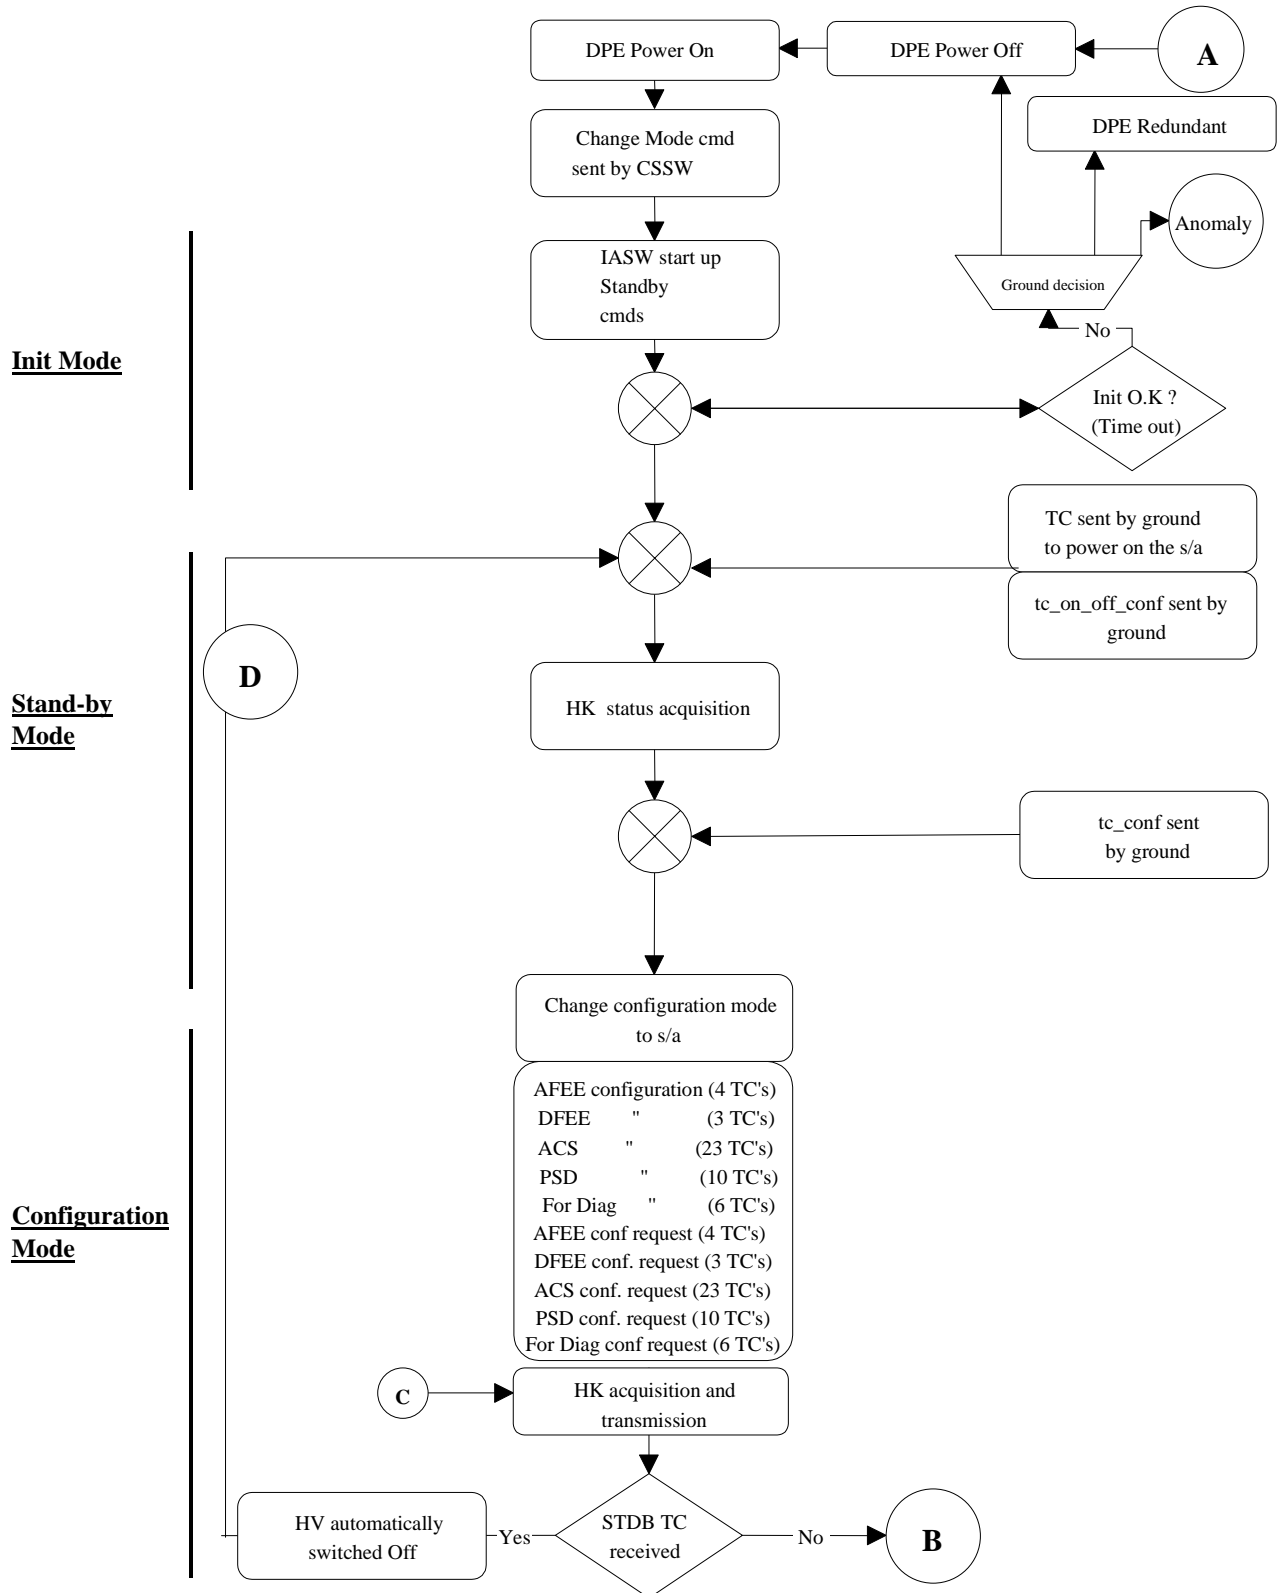 DPE Power On
DPE Power Off
A
DPE Redundant
Change Mode cmd
sent by CSSW
Anomaly
IASW start up
Standby
cmds
Ground decision
No
Init Mode
Init O.K ?
(Time out)
TC sent by ground
to power on the s/a
tc_on_off_conf sent by
ground
D
Stand-by
Mode
HK status acquisition
tc_conf sent
by ground
Change configuration mode
to s/a
AFEE configuration (4 TC's)
DFEE " (3 TC's)
ACS " (23 TC's)
PSD " (10 TC's)
For Diag " (6 TC's)
AFEE conf request (4 TC's)
DFEE conf. request (3 TC's)
ACS conf. request (23 TC's)
PSD conf. request (10 TC's)
For Diag conf request (6 TC's)
Configuration
Mode
C
HK acquisition and
transmission
HV automatically
switched Off
Yes
STDB TC
received
No
B